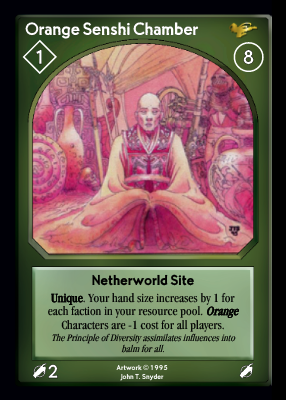 Orange Senshi Chamber
1
8
Netherworld Site
Unique. Your hand size increases by 1 for
each faction in your resource pool. Orange
Characters are -1 cost for all players.
The Principle of Diversity assimilates influences into
balm for all.
2
Artwork © 1995
John T. Snyder